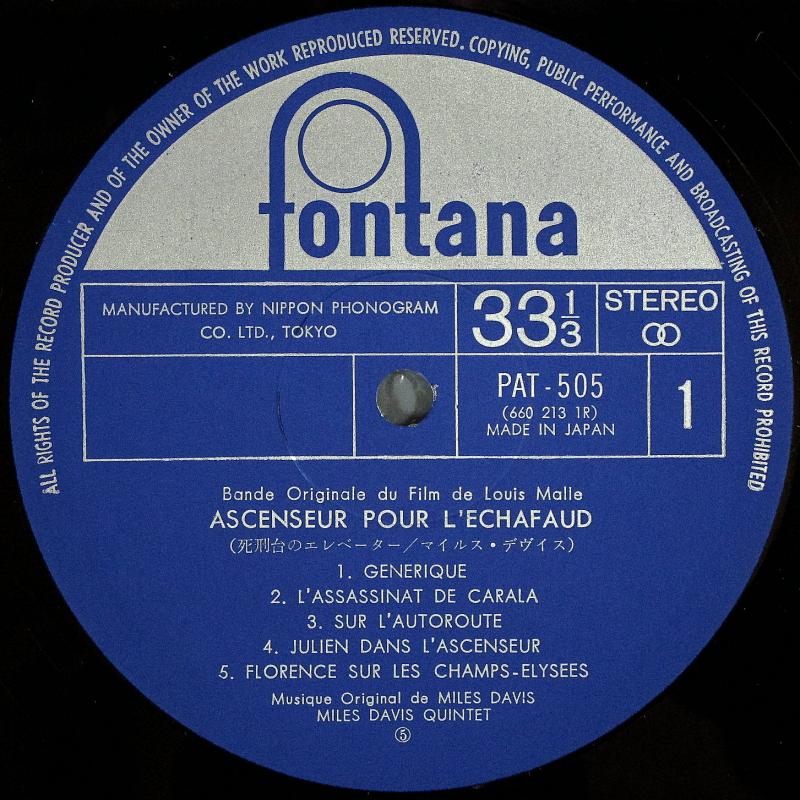 ALL RIGHTS OF THE RECORD PRODUCER AND OF THE OWNER OF THE WORK REPRODUCED RESERVED. COPYING, PUBLIC PERFORMANCE AND BROADCASTING OF THIS RECORD PROHIBITED
fontana
MANUFACTURED BY NIPPON PHONOGRAM
CO. LTD., TOKYO
33 1/3
STEREO
PAT-505
(660 213 1R)
MADE IN JAPAN
1
Bande Originale du Film de Louis Malle
ASCENSEUR POUR L'ECHAFAUD
(死刑台のエレベーター/マイルス・デヴイス)
1. GENERIQUE
2. L'ASSASSINAT DE CARALA
3. SUR L'AUTOROUTE
4. JULIEN DANS L'ASCENSEUR
5. FLORENCE SUR LES CHAMPS-ELYSEES
Musique Original de MILES DAVIS
MILES DAVIS QUINTET
⑤